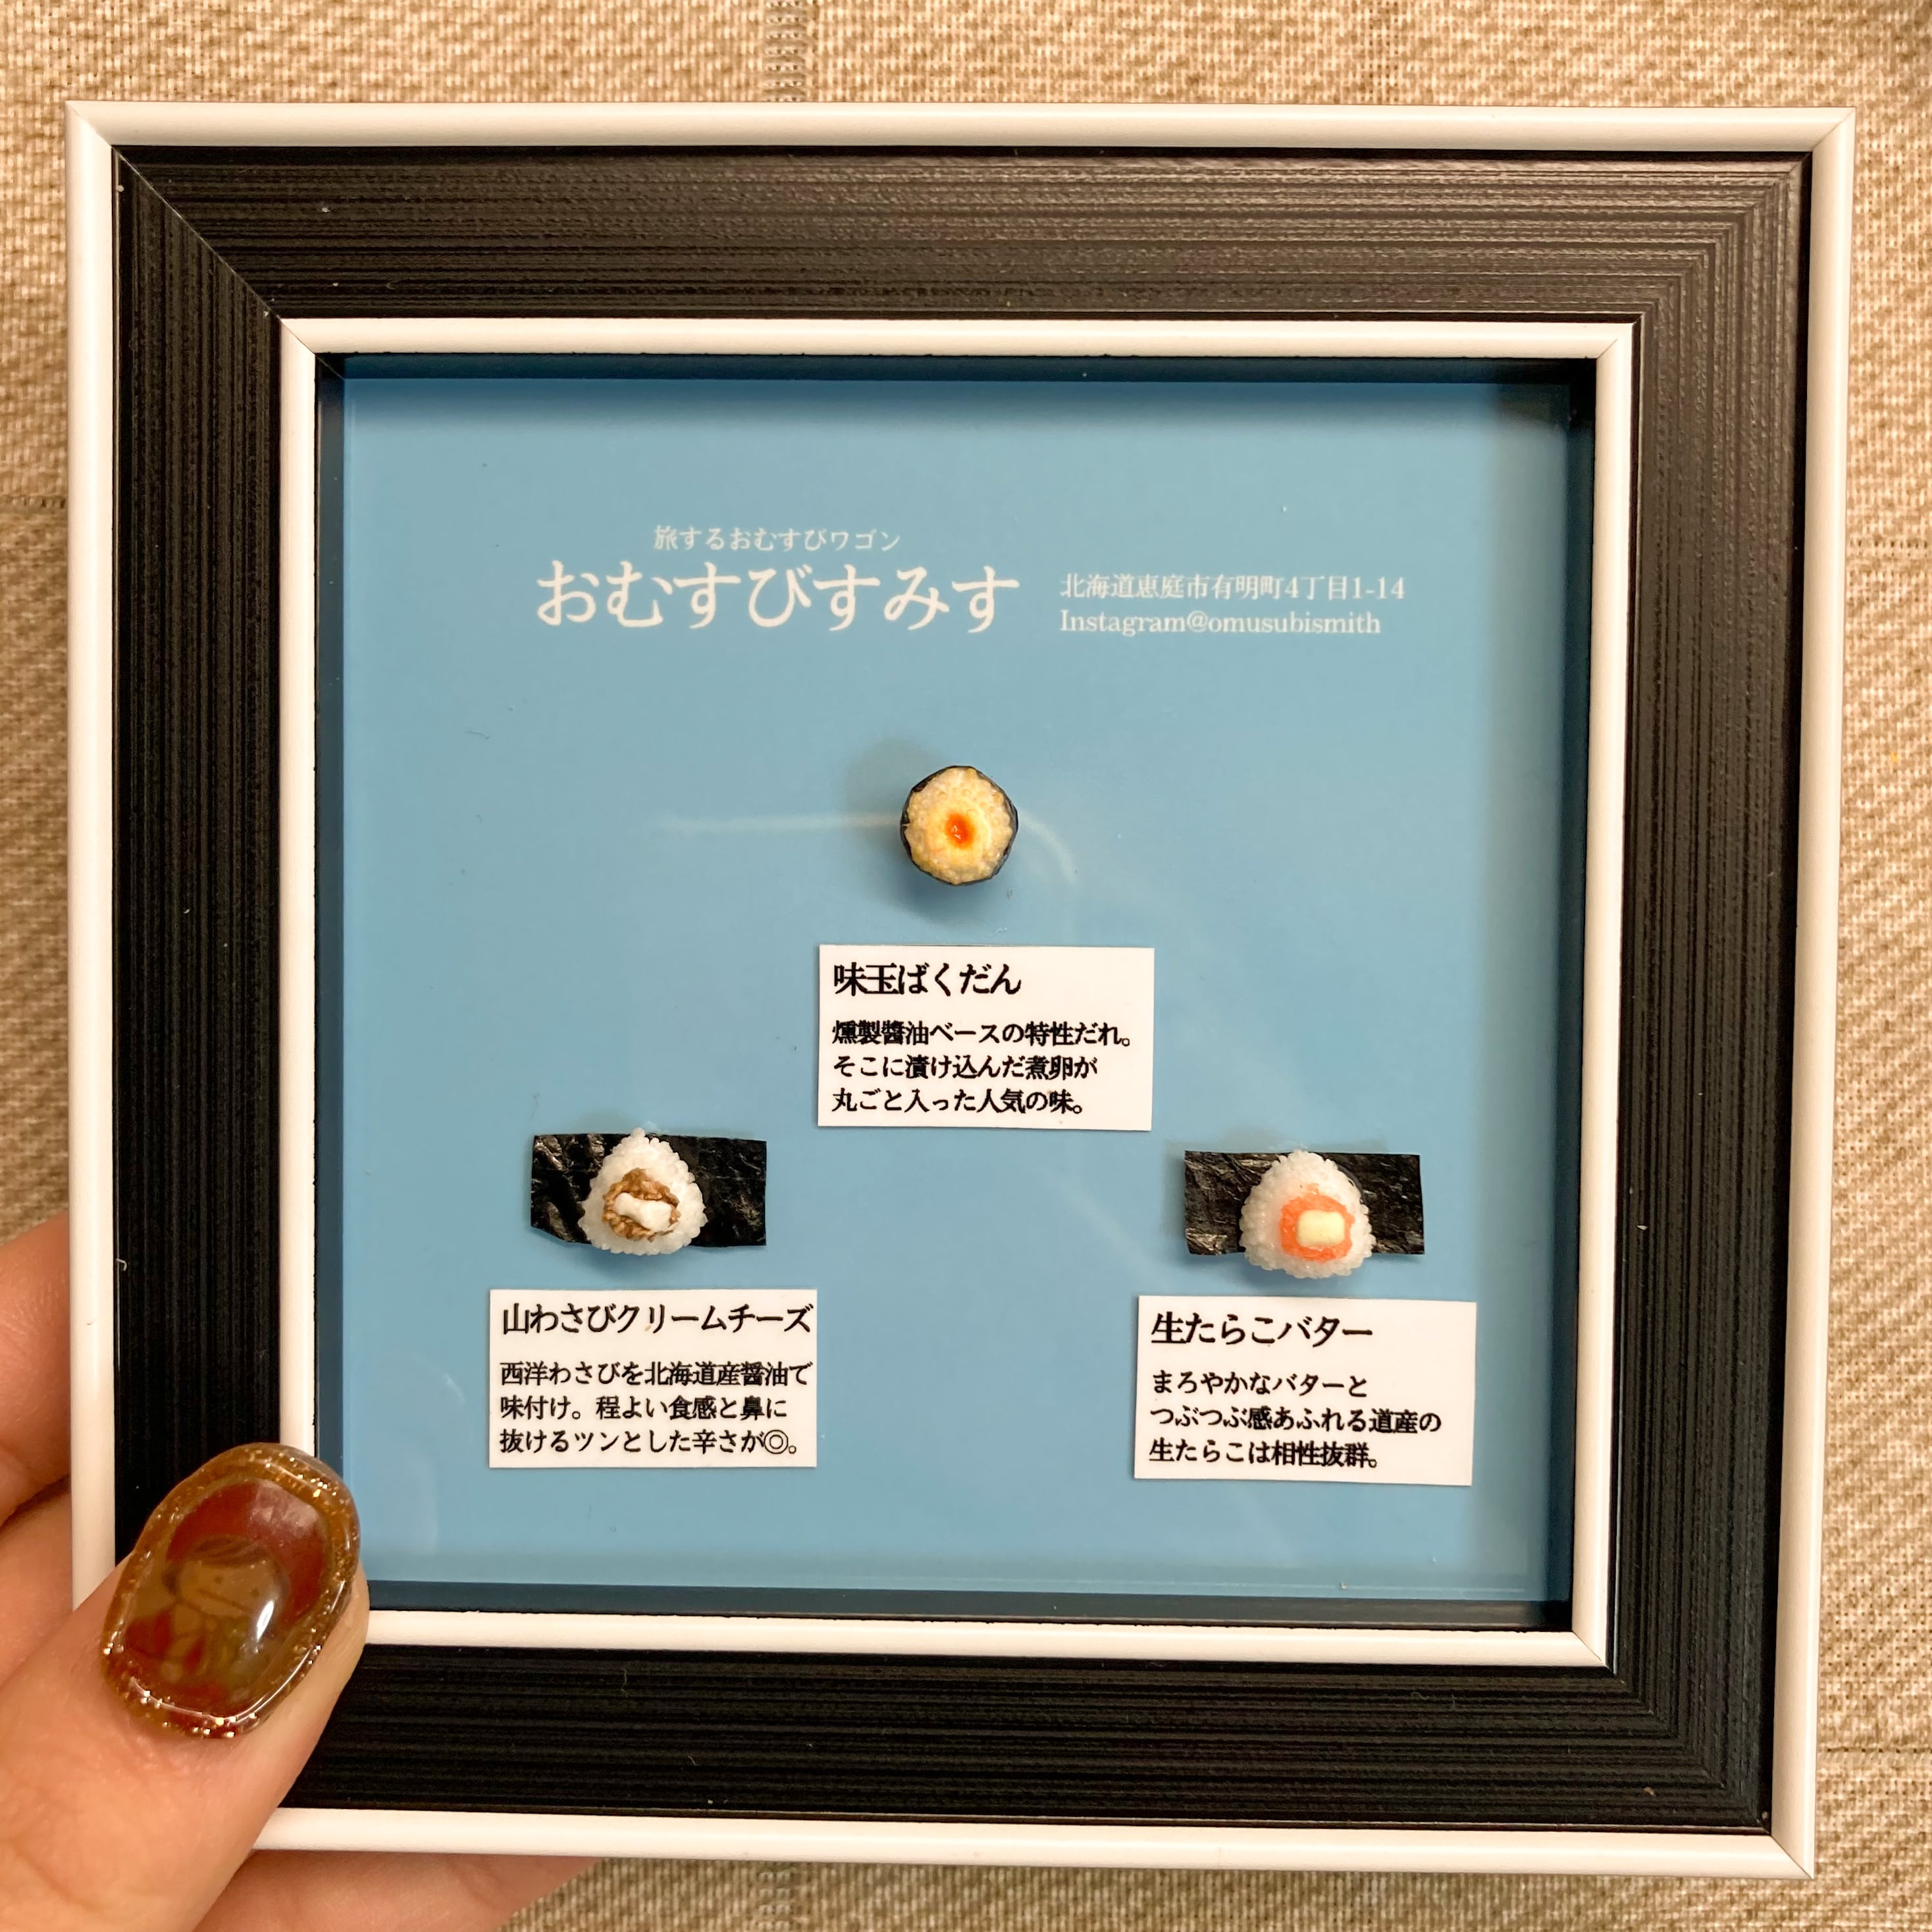 旅するおむすびワゴン
おむすびすみす
北海道恵庭市有明町4丁目1-14
Instagram@omusubismith
味玉ばくだん
燻製醬油ベースの特性だれ。
そこに漬け込んだ煮卵が
丸ごと入った人気の味。
山わさびクリームチーズ
西洋わさびを北海道産醤油で
味付け。程よい食感と鼻に
抜けるツンとした辛さが◎。
生たらこバター
まろやかなバターと
つぶつぶ感あふれる道産の
生たらこは相性抜群。